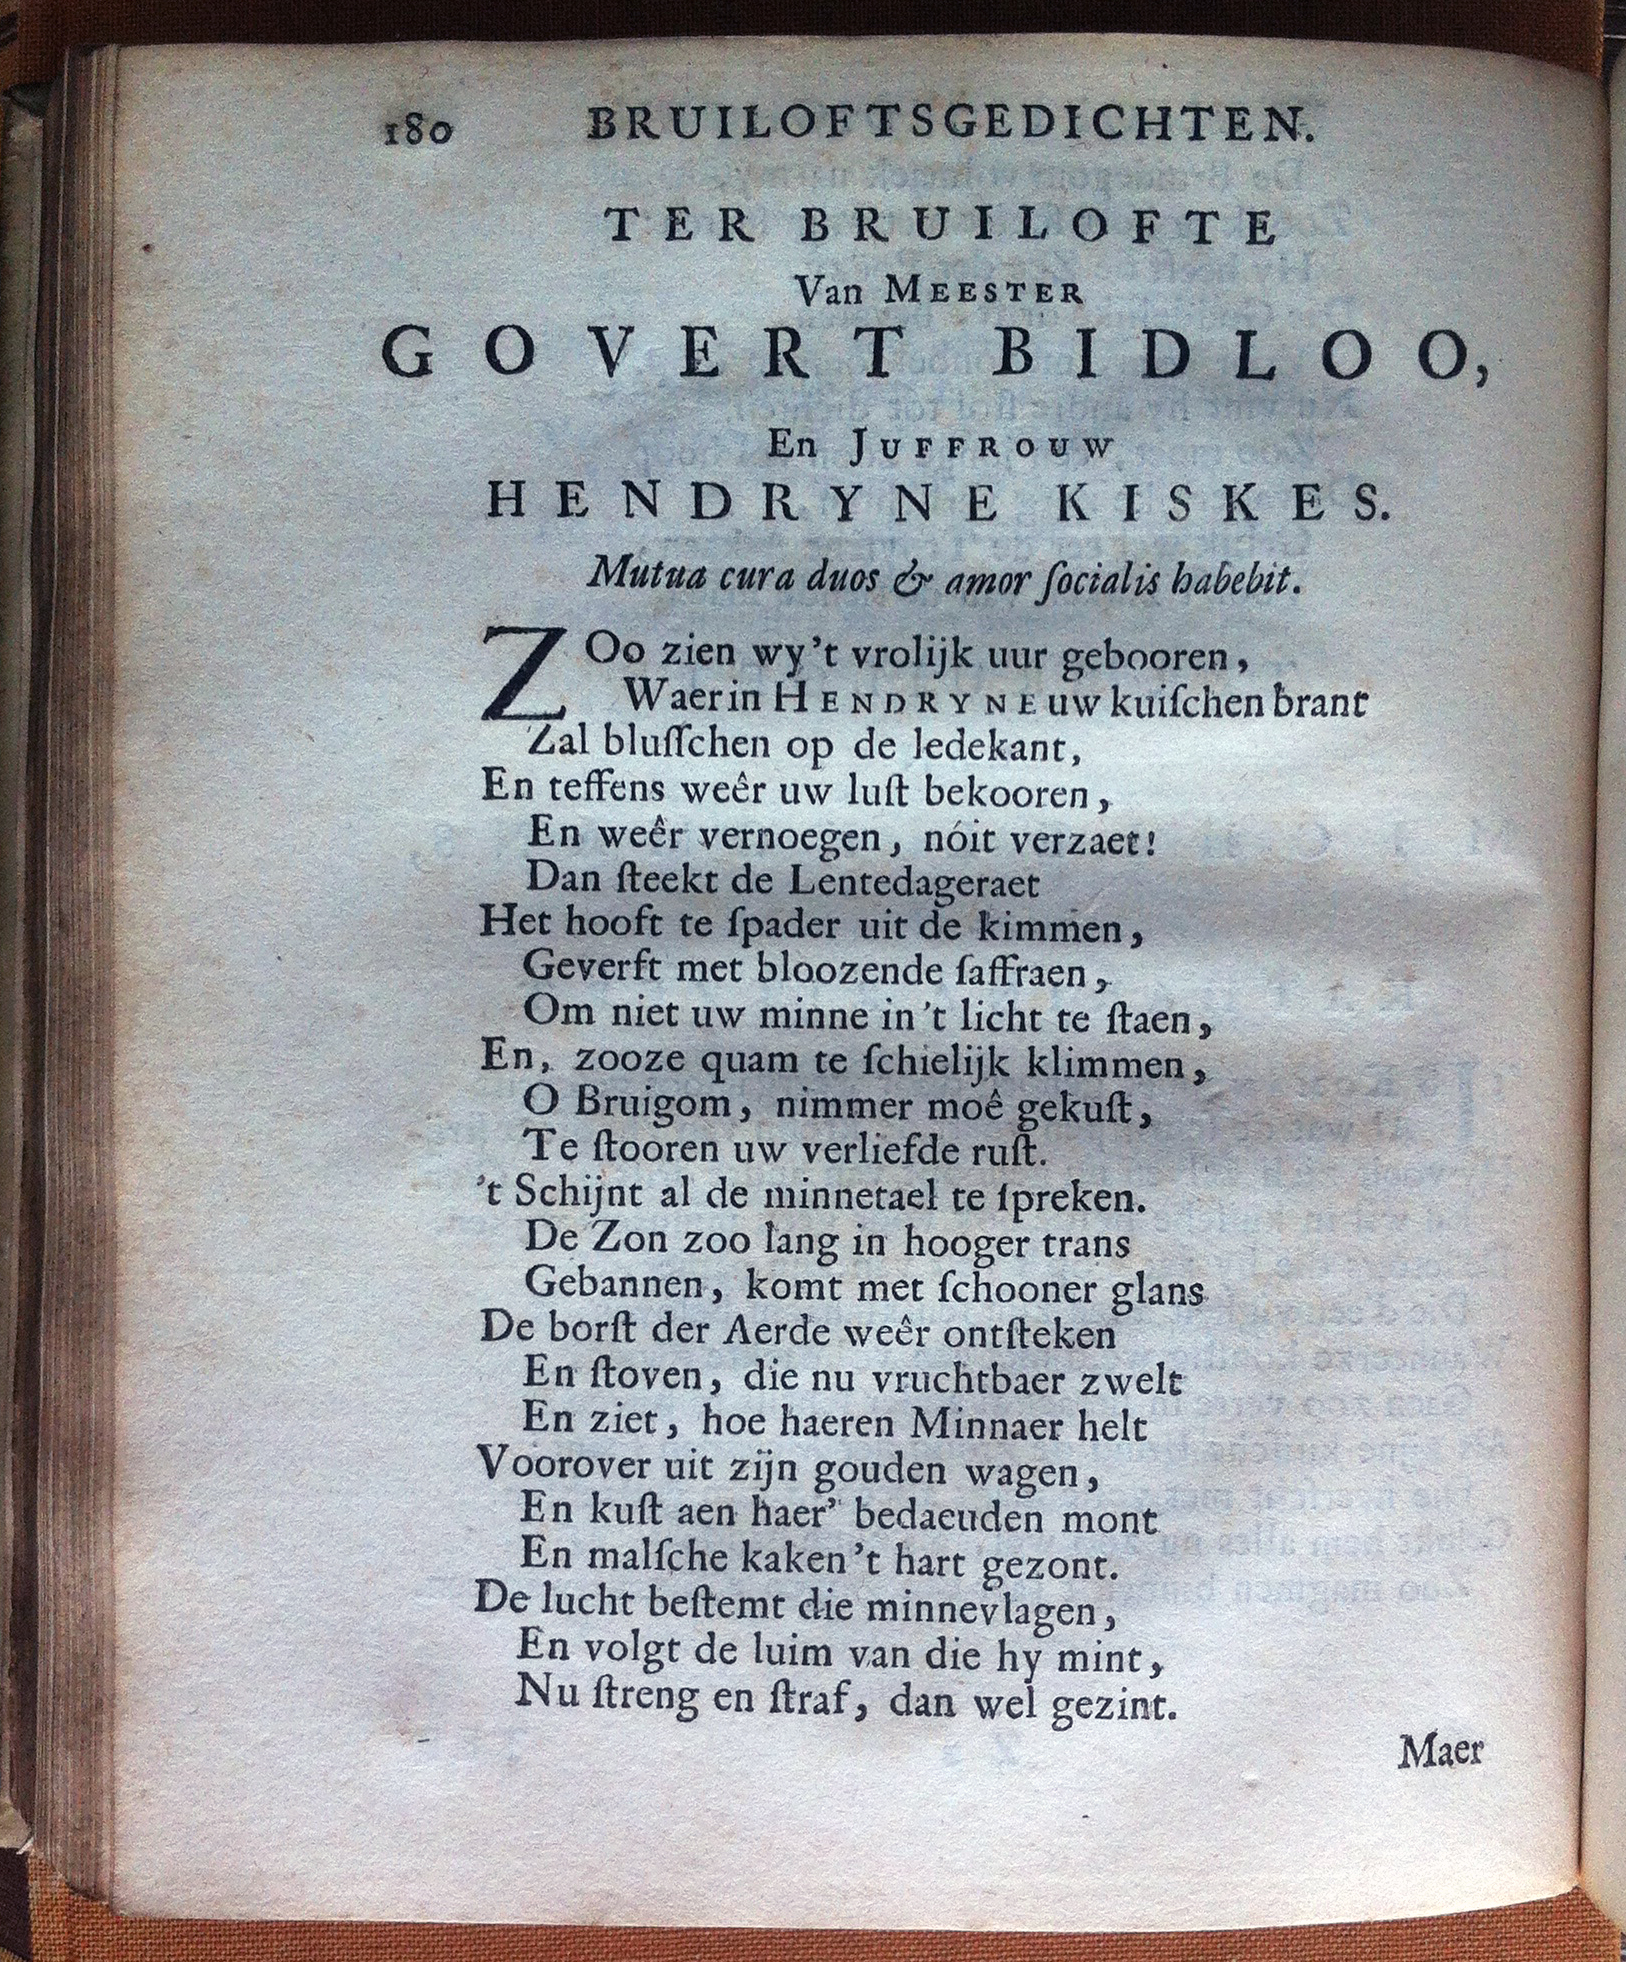 180 BRUILOFTSGEDICHTEN.
TER BRUILOFTE
Van MEESTER
GOVERT BIDLOO,
En JUFFROUW
HENDRYNE KISKES.
Mutua cura duos & amor ſocialis habebit.
ZOo zien wy 't vrolijk uur gebooren,
Waerin HENDRYNE uw kuiſchen brant
Zal bluſſchen op de ledekant,
En teffens weêr uw luſt bekooren,
En weêr vernoegen, nóit verzaet!
Dan ſteekt de Lentedageraet
Het hooft te ſpader uit de kimmen,
Geverft met bloozende ſaffraen,
Om niet uw minne in 't licht te ſtaen,
En, zooze quam te ſchielijk klimmen,
O Bruigom, nimmer moê gekuſt,
Te ſtooren uw verliefde ruſt.
't Schijnt al de minnetael te ſpreken.
De Zon zoo lang in hooger trans
Gebannen, komt met ſchooner glans
De borſt der Aerde weêr ontſteken
En ſtoven, die nu vruchtbaer zwelt
En ziet, hoe haeren Minnaer helt
Voorover uit zijn gouden wagen,
En kuſt aen haer' bedaeuden mont
En malſche kaken 't hart gezont.
De lucht beſtemt die minnevlagen,
En volgt de luim van die hy mint,
Nu ſtreng en ſtraf, dan wel gezint.
Maer